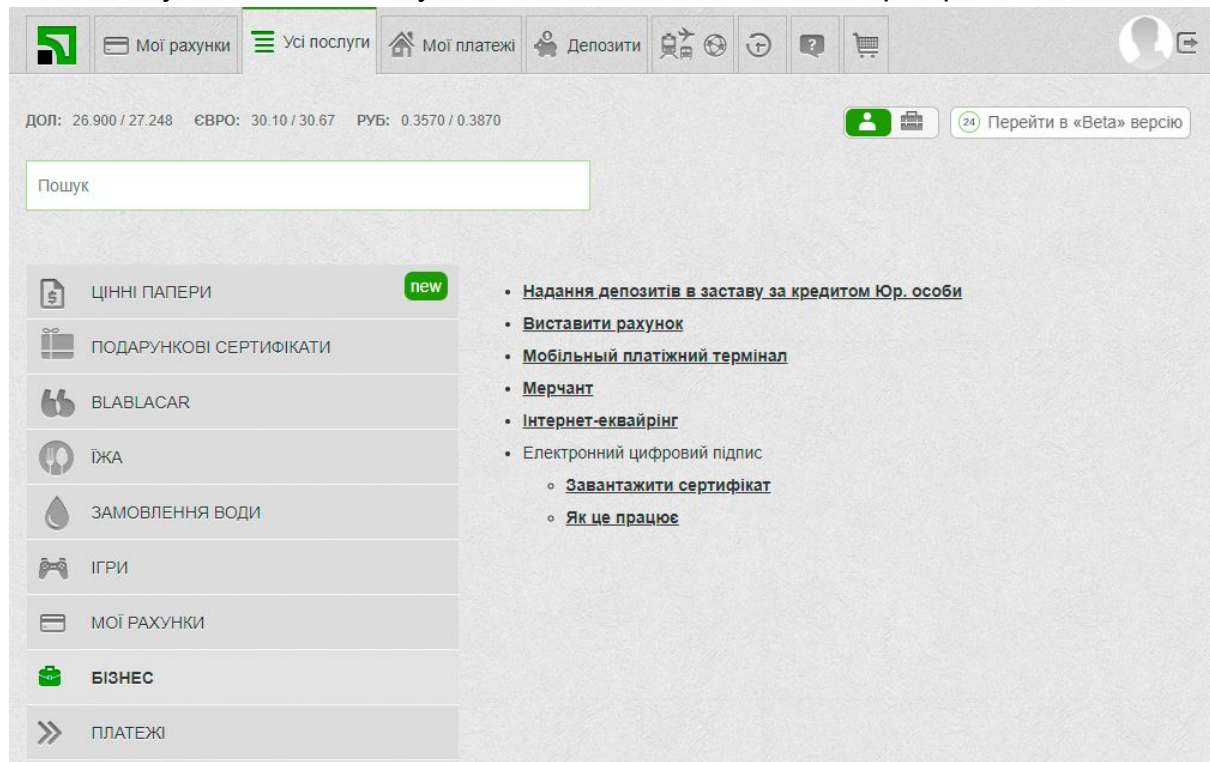 Мої рахунки
Усі послуги
Мої платежі
Депозити
ДОЛ: 26.900 / 27.248 ЄВРО: 30.10 / 30.67 РУБ: 0.3570 / 0.3870
24 Перейти в «Beta» версію
Пошук
ЦІННІ ПАПЕРИ new
ПОДАРУНКОВІ СЕРТИФІКАТИ
BLABLACAR
ЇЖА
ЗАМОВЛЕННЯ ВОДИ
ІГРИ
МОЇ РАХУНКИ
БІЗНЕС
ПЛАТЕЖІ
Надання депозитів в заставу за кредитом Юр. особи
Виставити рахунок
Мобільный платіжний термінал
Мерчант
Інтернет-еквайрінг
Електронний цифровий підпис
Завантажити сертифікат
Як це працює